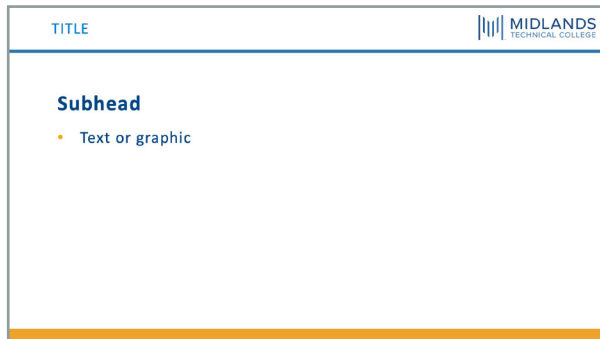 TITLE
MIDLANDS
TECHNICAL COLLEGE
Subhead
• Text or graphic